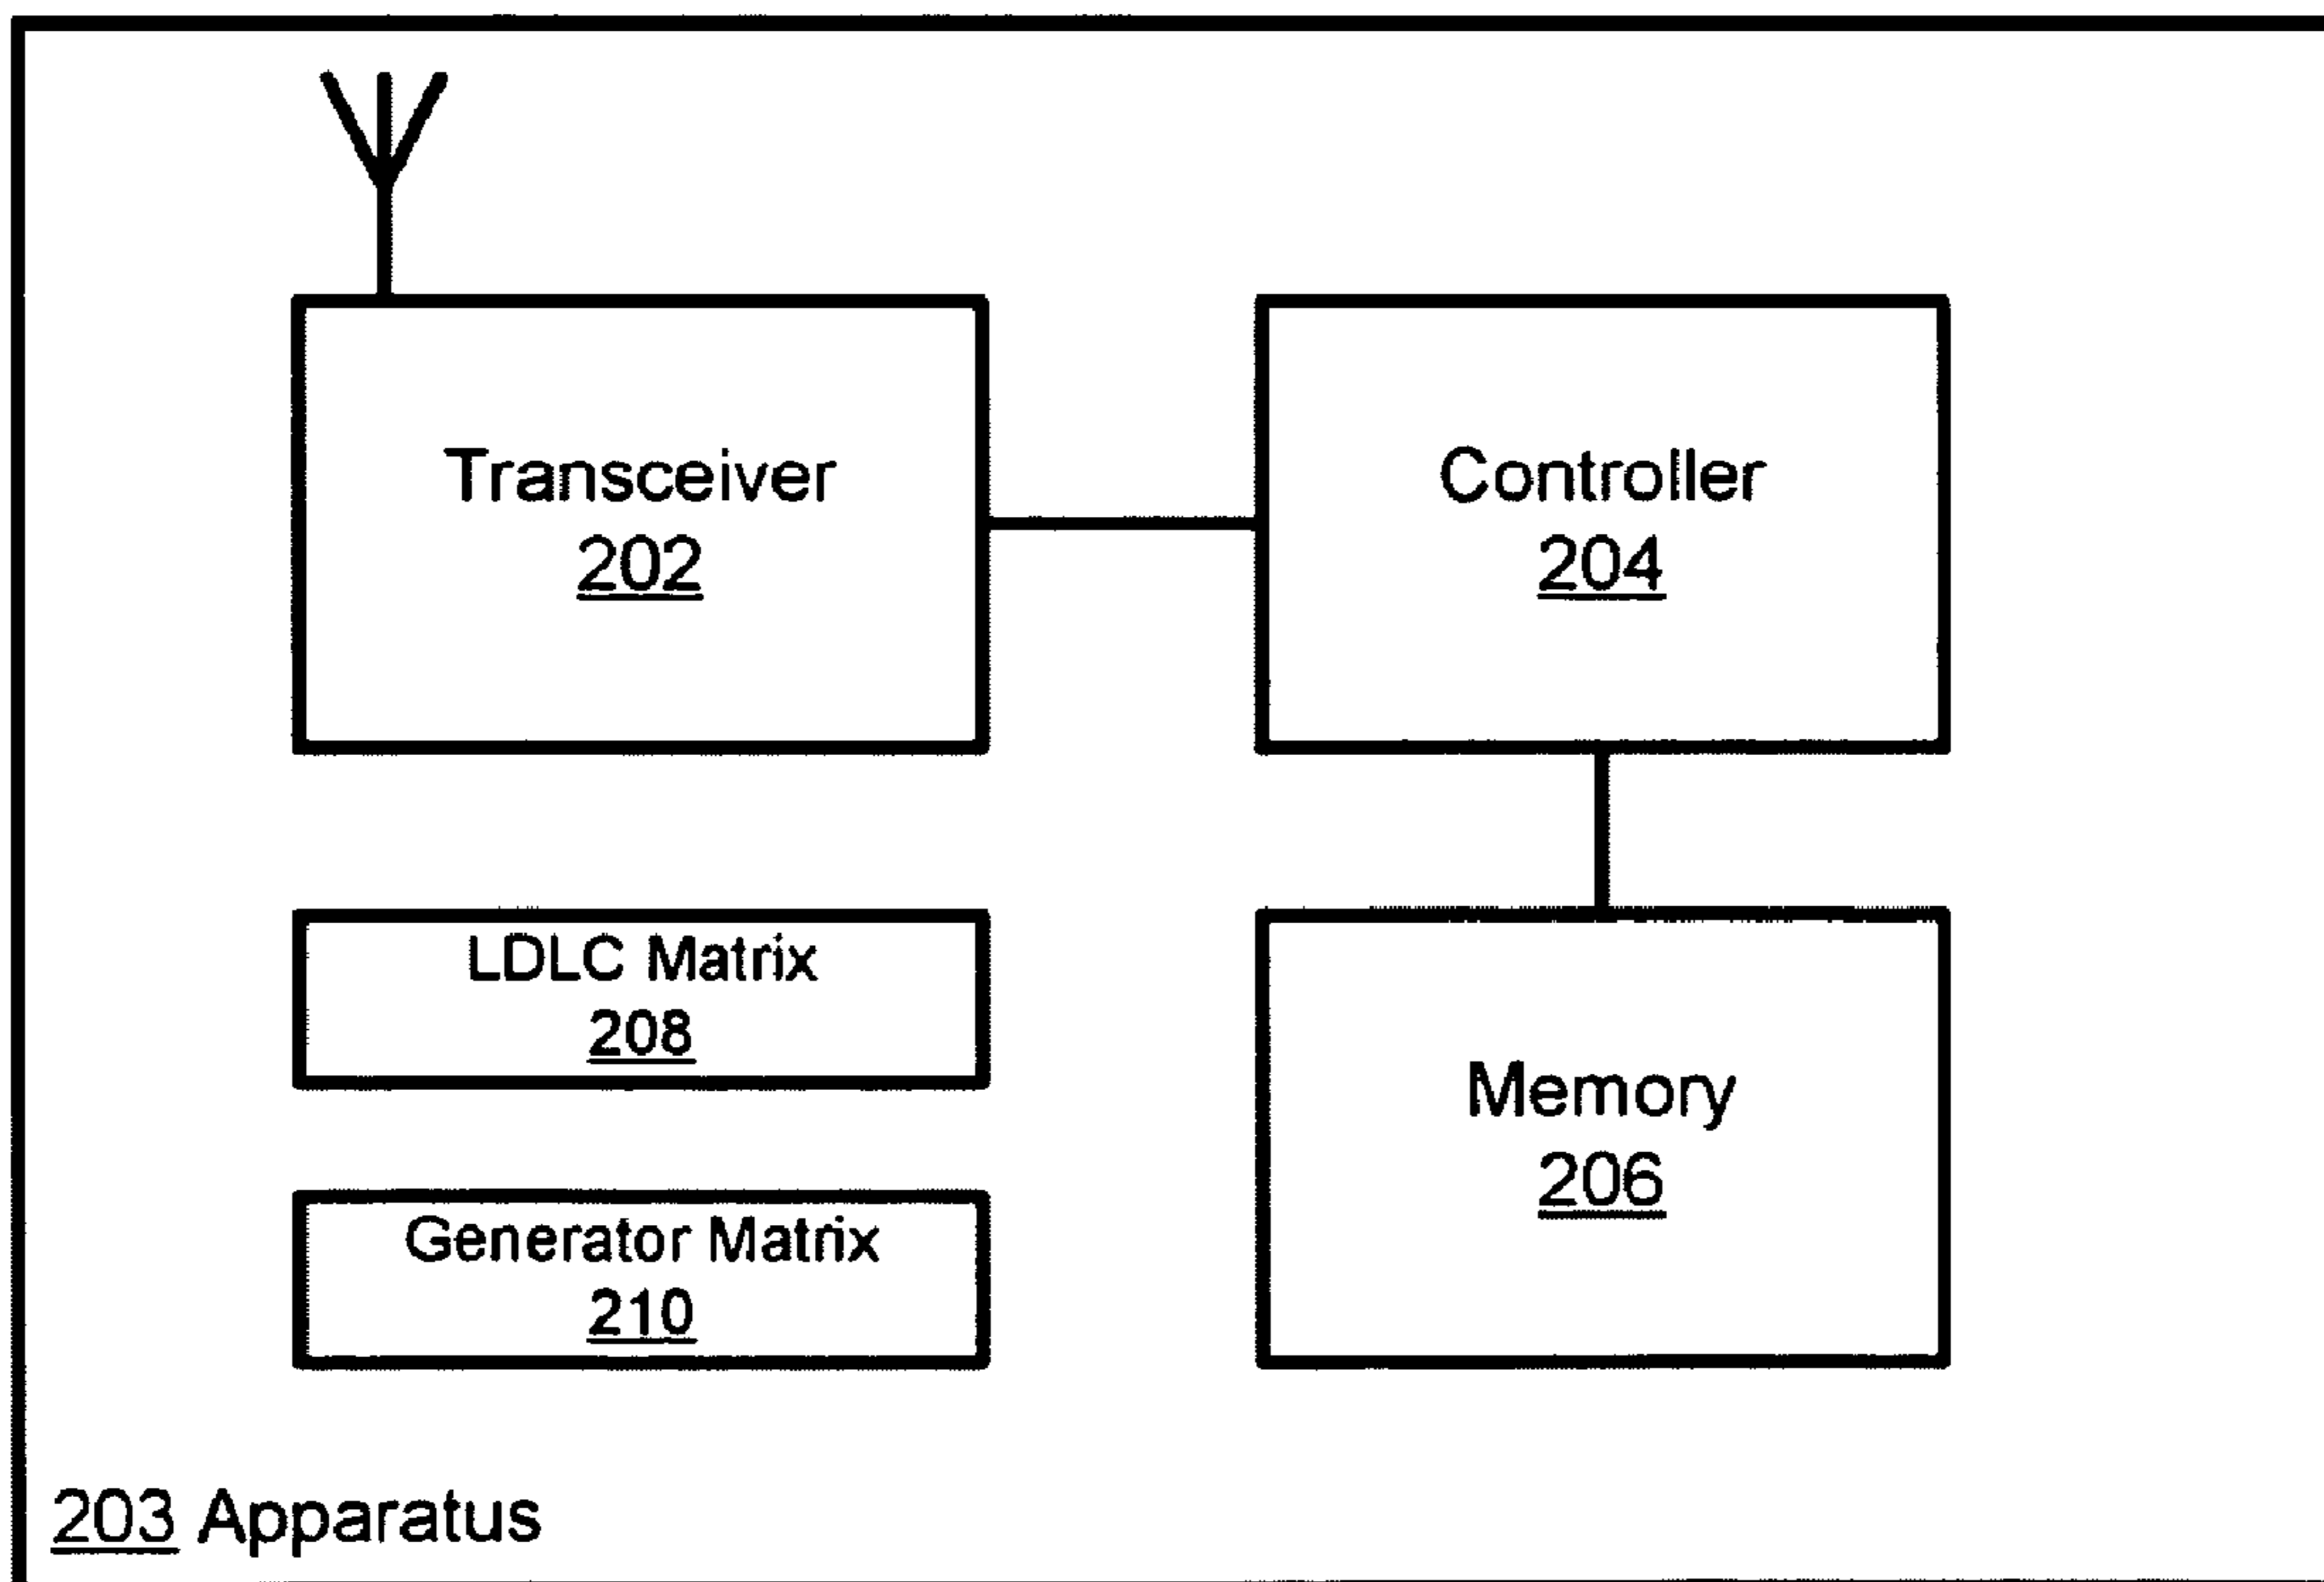 Transceiver
202
Controller
204
LDLC Matrix
208
Memory
206
Generator Matrix
210
203 Apparatus